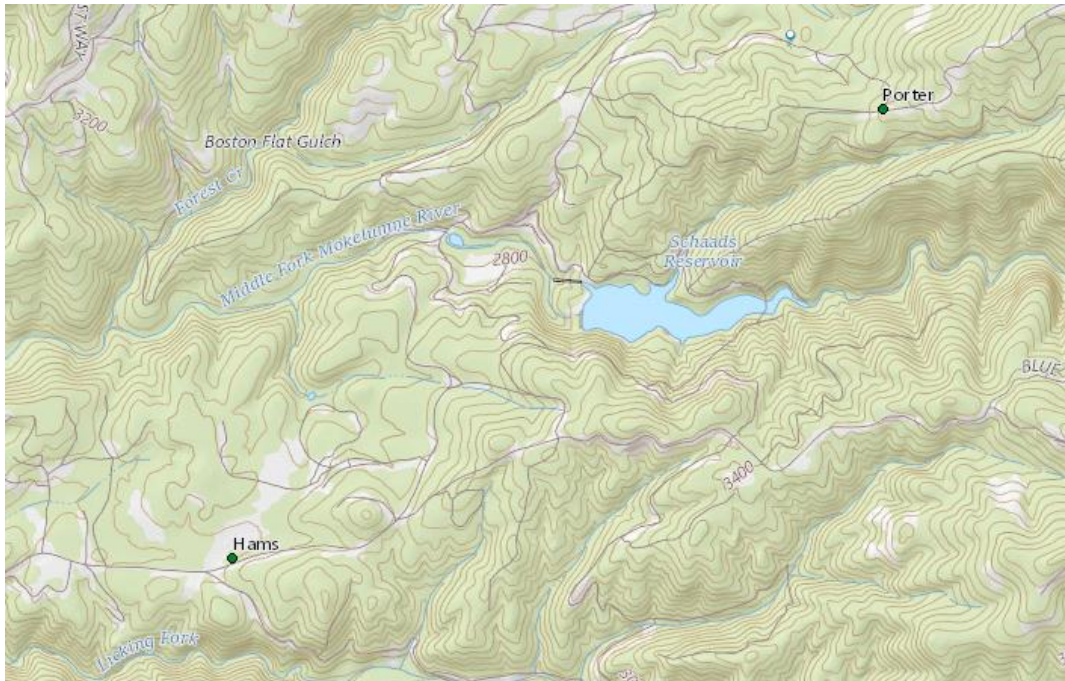 ST WAY
3200
Porter
Boston Flat Gulch
Forest Cr
Middle Fork Mokelumne River
Schaads
Reservoir
2800
BLUE
3400
Hams
Licking Fork